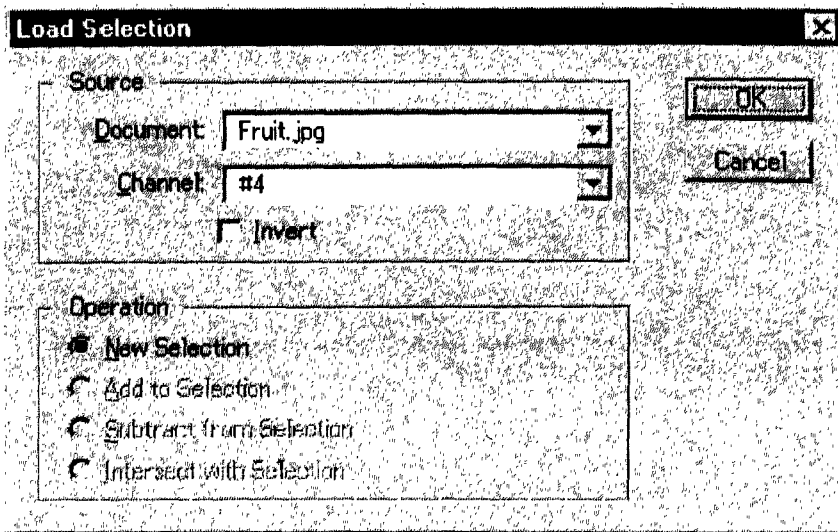 Load Selection
Source
Document: Fruit.jpg
Channel: #4
Invert
OK
Cancel
Operation
New Selection
Add to Selection
Subtract from Selection
Intersect with Selection